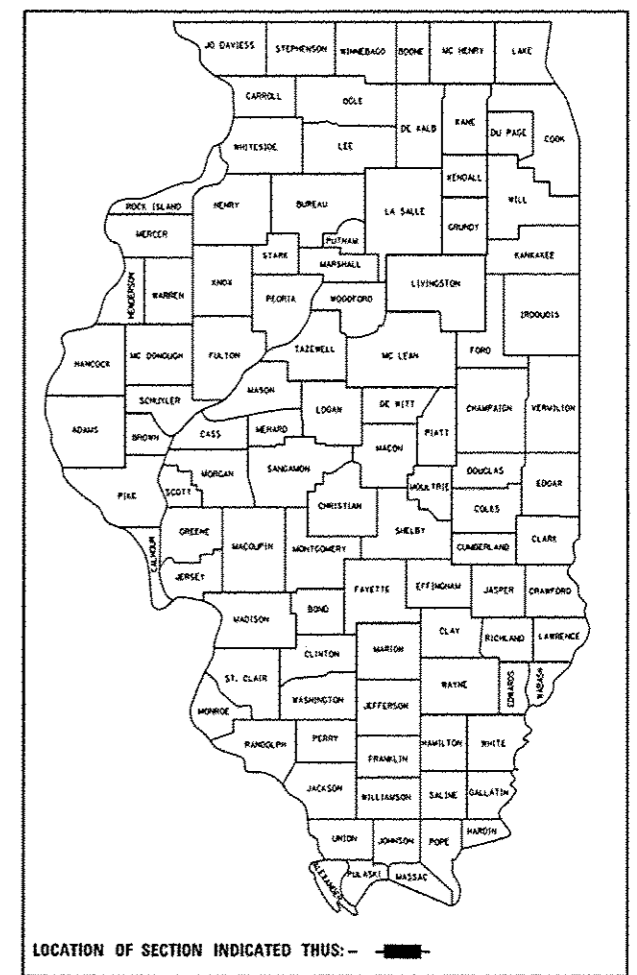 JO DAVIESS STEPHENSON WINNEBAGO BOONE MC HENRY LAKE
CARROLL OGLE DE KALB KANE DU PAGE COOK
WHITESIDE LEE
KENDALL WILL
ROCK ISLAND HENRY BUREAU LA SALLE GRUNDY
MERCER PUTNAM KANKAKEE
STARK MARSHALL
HENDERSON WARREN KNOX PEORIA WOODFORD LIVINGSTON IROQUOIS
HANCOCK MC DONOUGH FULTON TAZEWELL MC LEAN FORD
MASON
SCHUYLER LOGAN DE WITT CHAMPAIGN VERMILION
ADAMS BROWN CASS MENARD MACON PIATT
MORGAN SANGAMON DOUGLAS
PIKE SCOTT MOULTRIE EDGAR
CHRISTIAN COLES
GREENE MACOUPIN MONTGOMERY SHELBY CLARK
CALHOUN CUMBERLAND
JERSEY FAYETTE EFFINGHAM JASPER CRAWFORD
MADISON BOND
CLAY RICHLAND LAWRENCE
CLINTON MARION
ST. CLAIR WAYNE EDWARDS WABASH
WASHINGTON JEFFERSON
MONROE
RANDOLPH PERRY HAMILTON WHITE
FRANKLIN
JACKSON WILLIAMSON SALINE GALLATIN
UNION JOHNSON POPE HARDIN
ALEXANDER PULASKI MASSAC
LOCATION OF SECTION INDICATED THUS:-